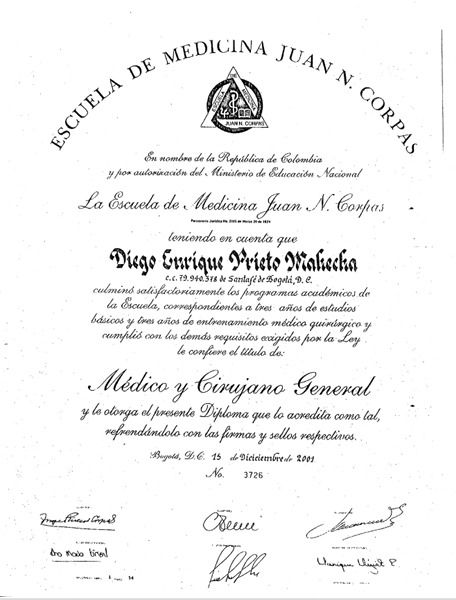 ESCUELA DE MEDICINA JUAN N. CORPAS
JUAN N. CORPAS
En nombre de la República de Colombia
y por autorización del Ministerio de Educación Nacional
La Escuela de Medicina Juan N. Corpas
teniendo en cuenta que
Diego Enrique Prieto Mahecha
c.c. 79.940.378 de Santafé de Bogotá, D.C.
culminó satisfactoriamente los programas académicos de
la Escuela, correspondientes a tres años de estudios
básicos y tres años de entrenamiento médico quirúrgico y
cumplió con los demás requisitos exigidos por la Ley
le confiere el título de:
Médico y Cirujano General
y le otorga el presente Diploma que lo acredita como tal,
refrendándolo con las firmas y sellos respectivos.
Bogotá, D.C. 15 de Diciciembre de 2001
No. 3726